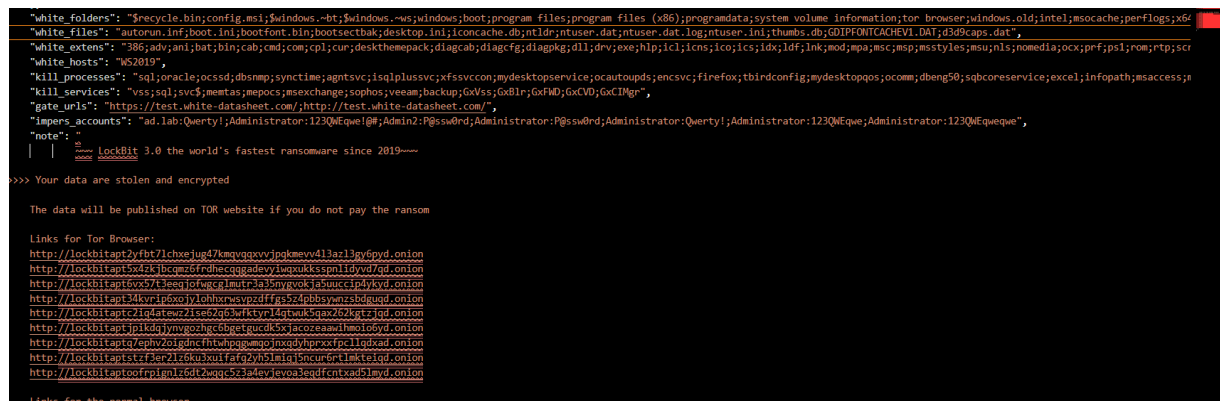 "white_folders": "$recycle.bin;config.msi;$windows.~bt;$windows.~ws;windows;boot;program files;program files (x86);programdata;system volume information;tor browser;windows.old;intel;msocache;perflogs;x64
"white_files": "autorun.inf;boot.ini;bootfont.bin;bootsectbak;desktop.ini;iconcache.db;ntldr;ntuser.dat;ntuser.dat.log;ntuser.ini;thumbs.db;GDIPFONTCACHEV1.DAT;d3d9caps.dat",
"white_extens": "386;adv;ani;bat;bin;cab;cmd;com;cpl;cur;deskthemepack;diagcab;diagcfg;diagpkg;dll;drv;exe;hlp;icl;icns;ico;ics;idx;ldf;lnk;mod;mpa;msc;msp;msstyles;msu;nls;nomedia;ocx;prf;ps1;rom;rtp;scr
"white_hosts": "WS2019",
"kill_processes": "sql;oracle;ocssd;dbsnmp;synctime;agntsvc;isqlplussvc;xfssvccon;mydesktopservice;ocautoupds;encsvc;firefox;tbirdconfig;mydesktopqos;ocomm;dbeng50;sqbcoreservice;excel;infopath;msaccess;m
"kill_services": "vss;sql;svc$;memtas;mepocs;msexchange;sophos;veeam;backup;GxVss;GxBlr;GxFWD;GxCVD;GxCIMgr",
"gate_urls": "https://test.white-datasheet.com/;http://test.white-datasheet.com/",
"impers_accounts": "ad.lab:Qwerty!;Administrator:123QWEqwe!@#;Admin2:P@ssw0rd;Administrator:P@ssw0rd;Administrator:Qwerty!;Administrator:123QWEqwe;Administrator:123QWEqweqwe",
"note": "
~~~ LockBit 3.0 the world's fastest ransomware since 2019~~~
>>>> Your data are stolen and encrypted
The data will be published on TOR website if you do not pay the ransom
Links for Tor Browser:
http://lockbitapt2yfbt7lchxejug47kmqvqqxvvjpqkmevv4l3azl3gy6pyd.onion
http://lockbitapt5x4zkjbcqmz6frdhecqqgadevyiwqxukksspnlidyvd7qd.onion
http://lockbitapt6vx57t3eeqjofwgcglmutr3a35nygvokja5uuccip4ykyd.onion
http://lockbitapt34kvrip6xojylohhxrwsvpzdffgs5z4pbbsywnzsbdguqd.onion
http://lockbitaptc2iq4atewz2ise62q63wfktyrl4qtwuk5qax262kgtzjqd.onion
http://lockbitaptjpikdqjynvgozhgc6bgetgucdk5xjacozeaawihmoio6yd.onion
http://lockbitaptq7ephv2oigdncfhtwhpqgwmqojnxqdyhprxxfpcllqdxad.onion
http://lockbitaptstzf3er2lz6ku3xuifafq2yh5lmiqj5ncur6rtlmkteiqd.onion
http://lockbitaptoofrpignlz6dt2wqqc5z3a4evjevoa3eqdfcntxad5lmyd.onion
Links for the normal browser